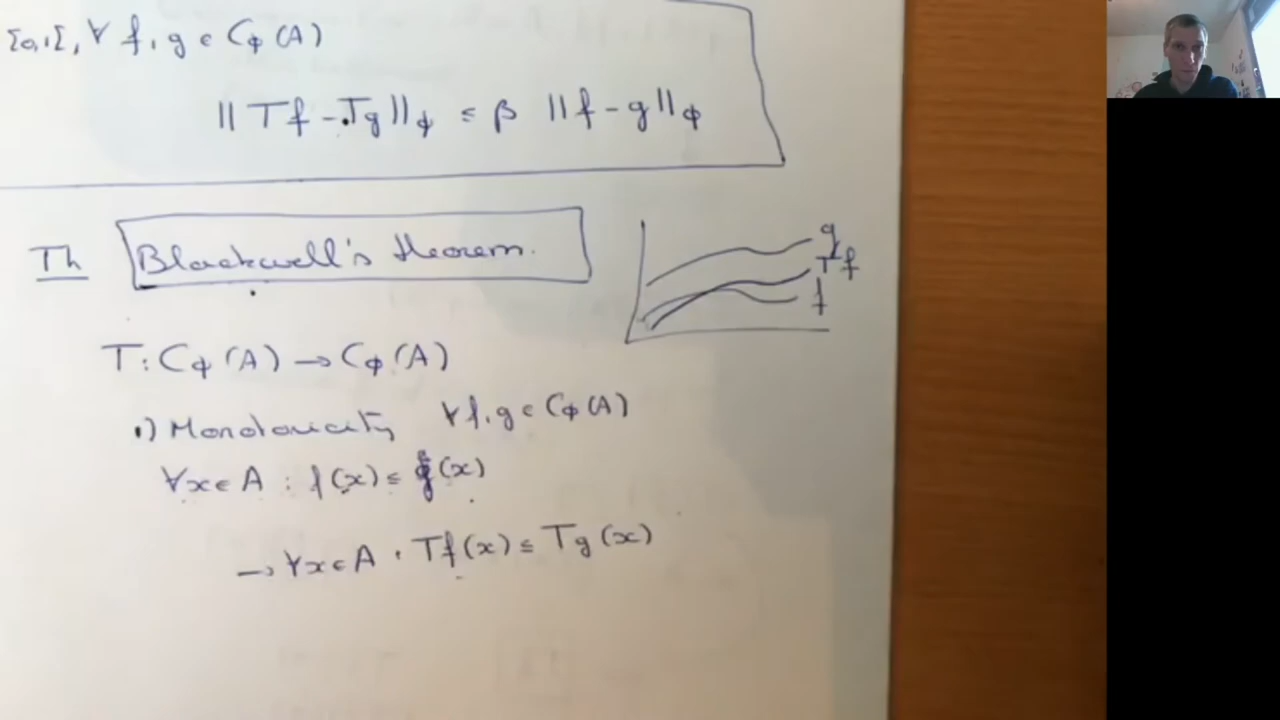 [0,1[, ∀ f, g ∈ Cφ(A)
|| Tf - Tg ||φ ≤ β || f - g ||φ
Th Blackwell's theorem.
g
Tf
f
T: Cφ(A) → Cφ(A)
1) Monotonicity ∀f, g ∈ Cφ(A)
∀x ∈ A : f(x) ≤ g(x)
→ ∀x ∈ A : Tf(x) ≤ Tg(x)